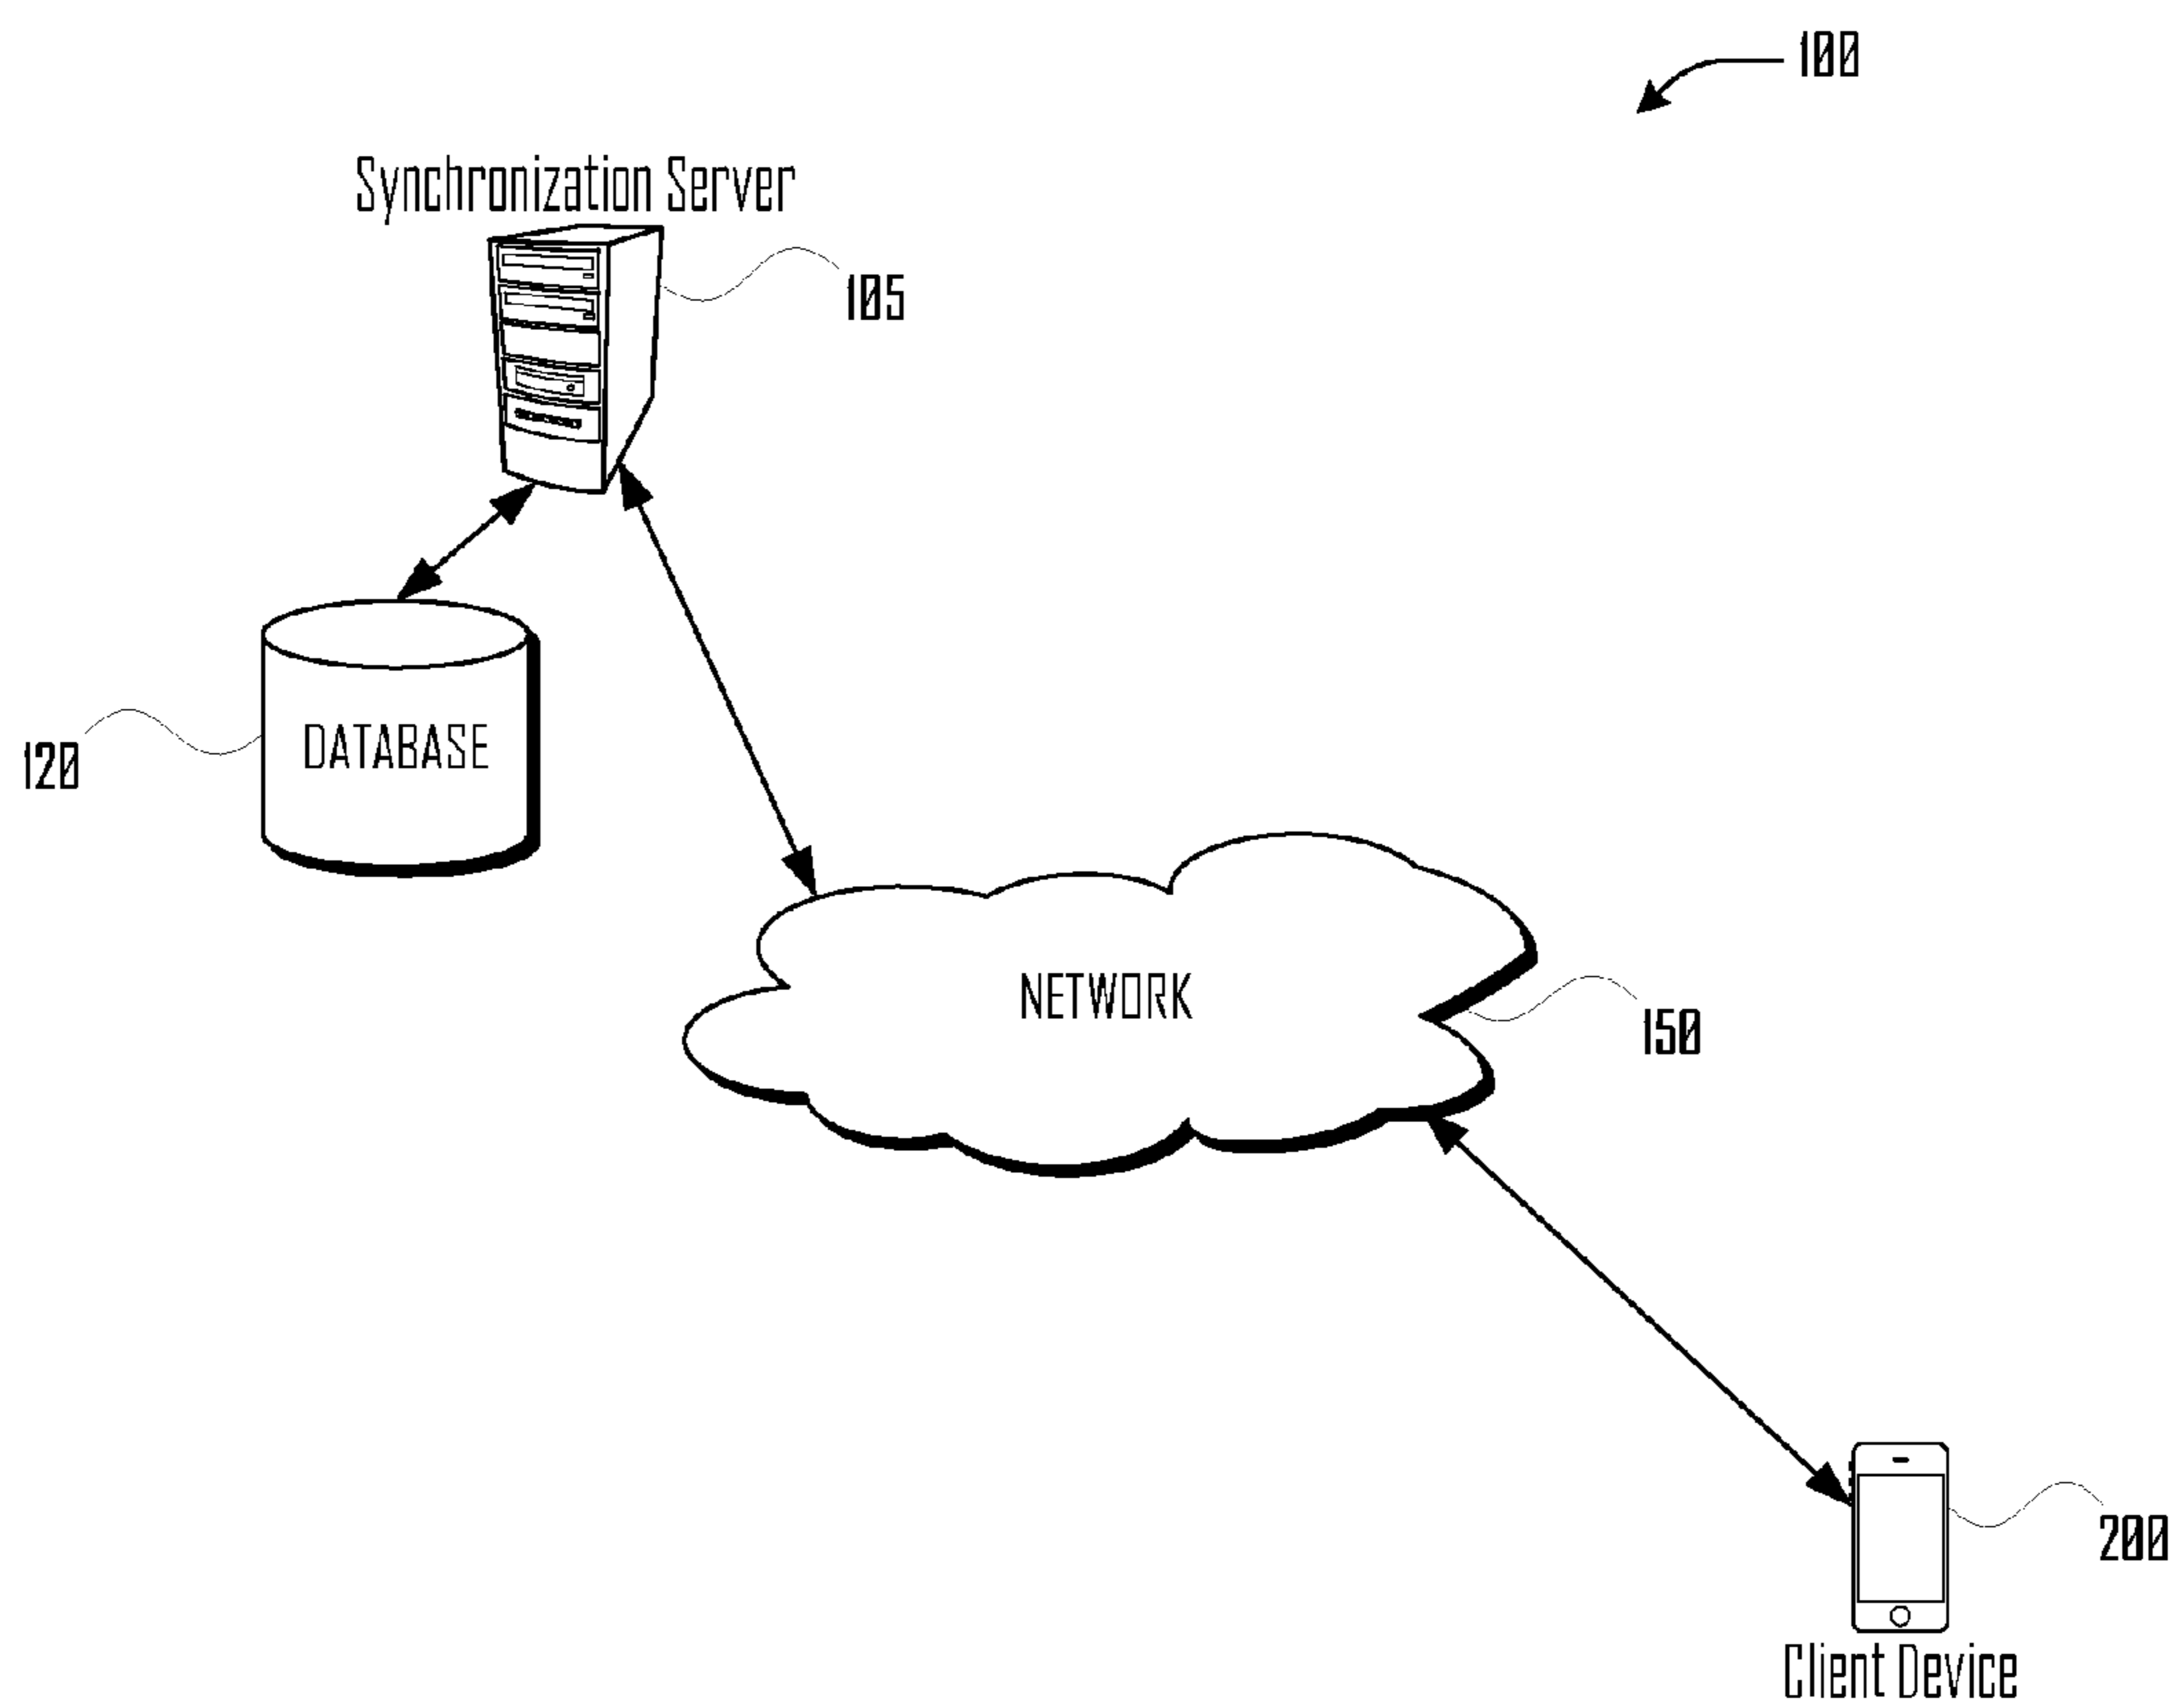 100
Synchronization Server
105
DATABASE
120
NETWORK
150
200
Client Device